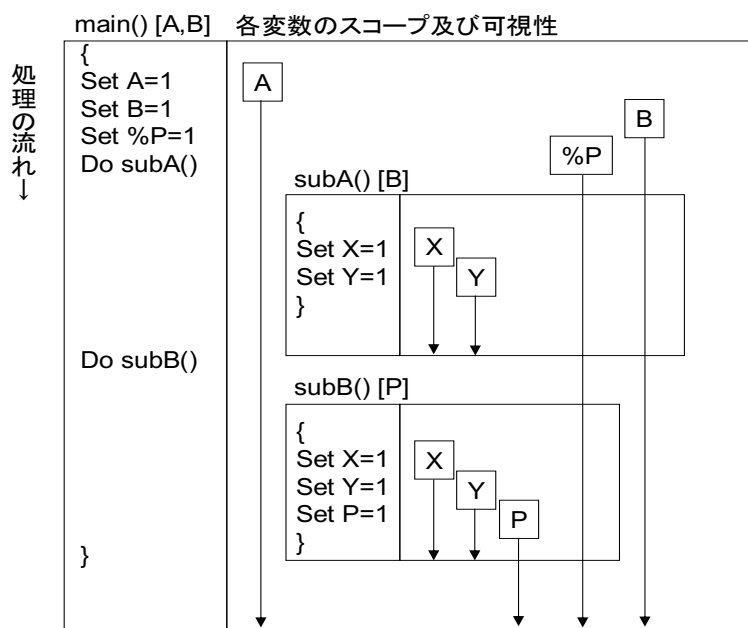 main() [A,B] 各変数のスコープ及び可視性
処理の流れ→
{
Set A=1
Set B=1
Set %P=1
Do subA()
A
B
%P
subA() [B]
{
Set X=1
Set Y=1
}
X
Y
Do subB()
subB() [P]
{
Set X=1
Set Y=1
Set P=1
}
X
Y
P
}